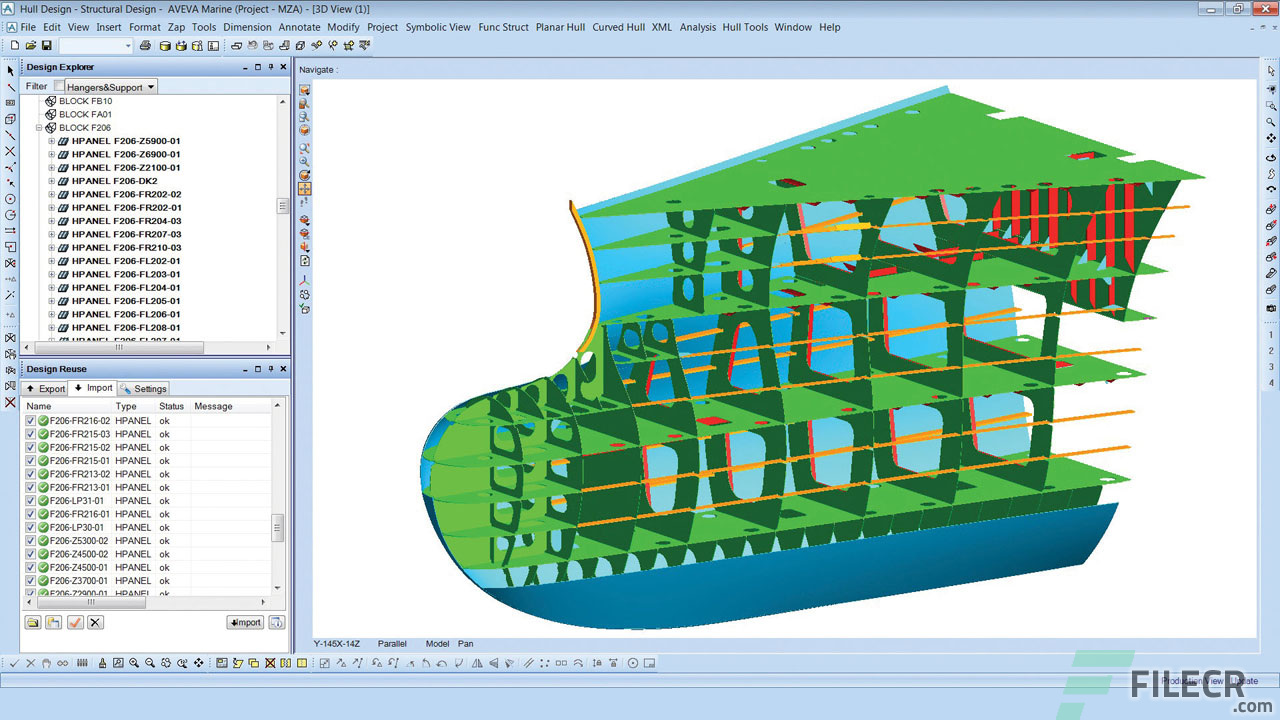 Hull Design - Structural Design - AVEVA Marine (Project - MZA) - [3D View (1)]
File Edit View Insert Format Zap Tools Dimension Annotate Modify Project Symbolic View Func Struct Planar Hull Curved Hull XML Analysis Hull Tools Window Help
Design Explorer
Filter Hangers&Support
BLOCK FB10
BLOCK FA01
BLOCK F206
HPANEL F206-Z5900-01
HPANEL F206-Z6900-01
HPANEL F206-Z2100-01
HPANEL F206-DK2
HPANEL F206-FR202-02
HPANEL F206-FR202-01
HPANEL F206-FR204-03
HPANEL F206-FR207-03
HPANEL F206-FR210-03
HPANEL F206-FL202-01
HPANEL F206-FL203-01
HPANEL F206-FL204-01
HPANEL F206-FL205-01
HPANEL F206-FL206-01
HPANEL F206-FL208-01
HPANEL F206-FL207-01
Design Reuse
Export Import Settings
Name Type Status Message
F206-FR216-02 HPANEL ok
F206-FR215-03 HPANEL ok
F206-FR215-02 HPANEL ok
F206-FR215-01 HPANEL ok
F206-FR213-02 HPANEL ok
F206-FR213-01 HPANEL ok
F206-LP31-01 HPANEL ok
F206-FR216-01 HPANEL ok
F206-LP30-01 HPANEL ok
F206-Z5300-02 HPANEL ok
F206-Z4500-02 HPANEL ok
F206-Z4500-01 HPANEL ok
F206-Z3700-01 HPANEL ok
F206-Z2900-01 HPANEL ok
Import
Navigate :
1
2
3
4
Y-145X-14Z Parallel Model Pan
Production View Update
FILECR
.com